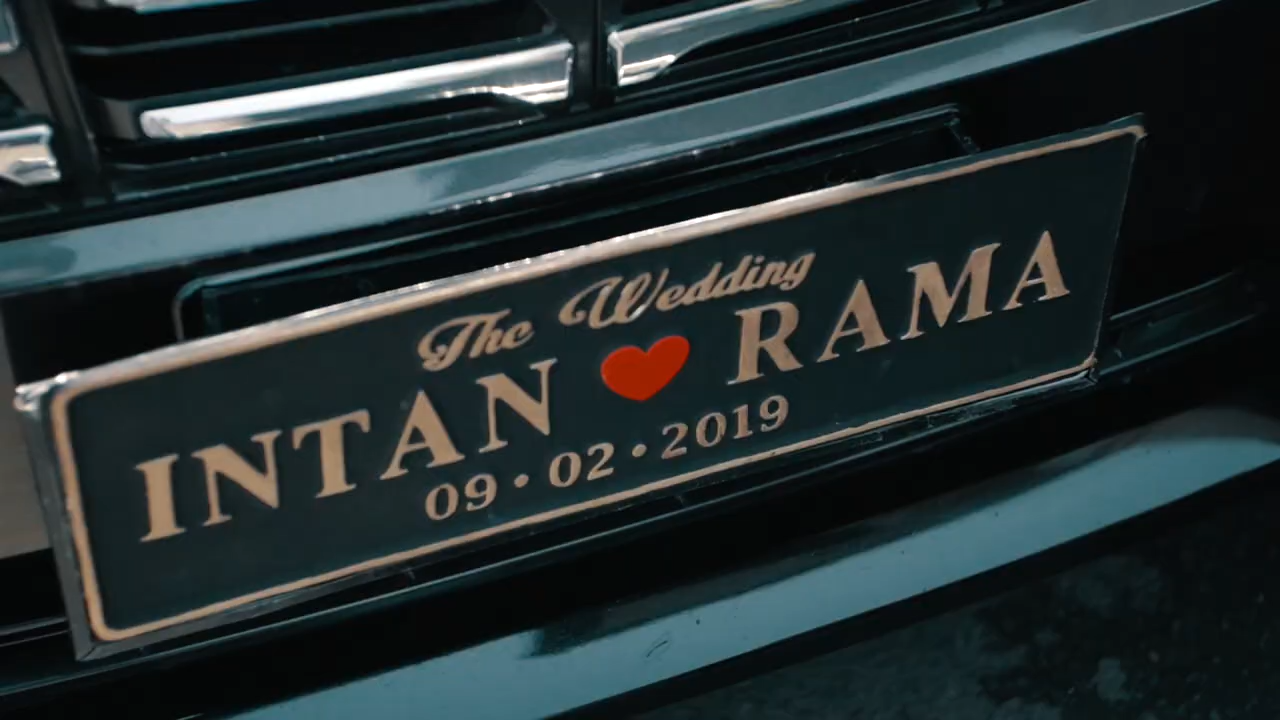 The Wedding
INTAN RAMA
09•02•2019